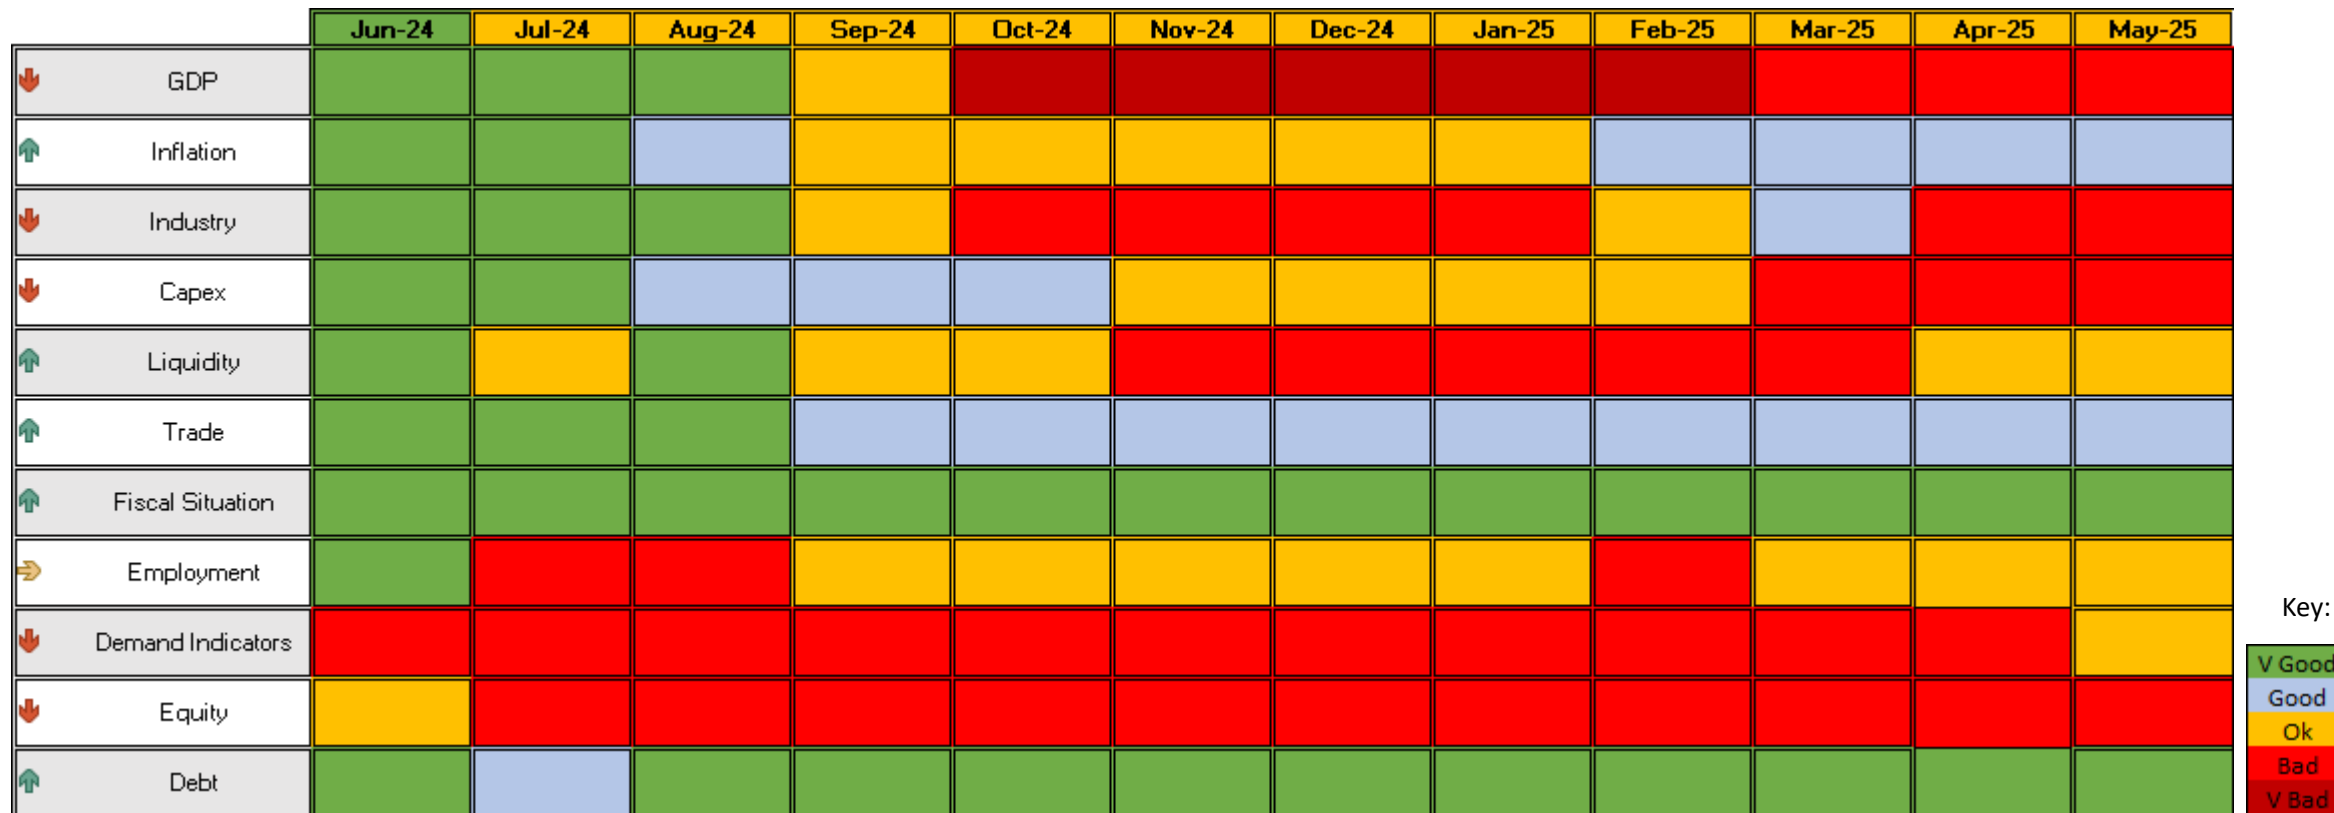 Jun-24 Jul-24 Aug-24 Sep-24 Oct-24 Nov-24 Dec-24 Jan-25 Feb-25 Mar-25 Apr-25 May-25
GDP
Inflation
Industry
Capex
Liquidity
Trade
Fiscal Situation
Employment
Demand Indicators
Equity
Debt
Key:
V Good
Good
Ok
Bad
V Bad